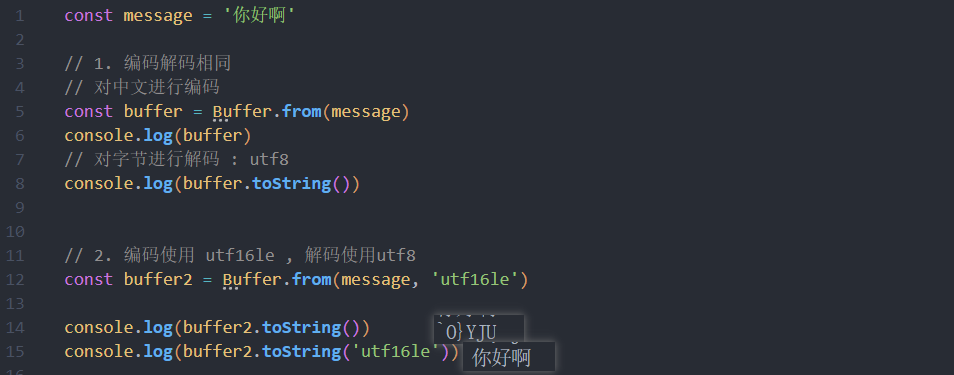 1 const message = '你好啊'
2
3 // 1. 编码解码相同
4 // 对中文进行编码
5 const buffer = Buffer.from(message)
6 console.log(buffer)
7 // 对字节进行解码 : utf8
8 console.log(buffer.toString())
9
10
11 // 2. 编码使用 utf16le , 解码使用utf8
12 const buffer2 = Buffer.from(message, 'utf16le')
13
14 console.log(buffer2.toString()) `O}YJU
15 console.log(buffer2.toString('utf16le')) 你好啊